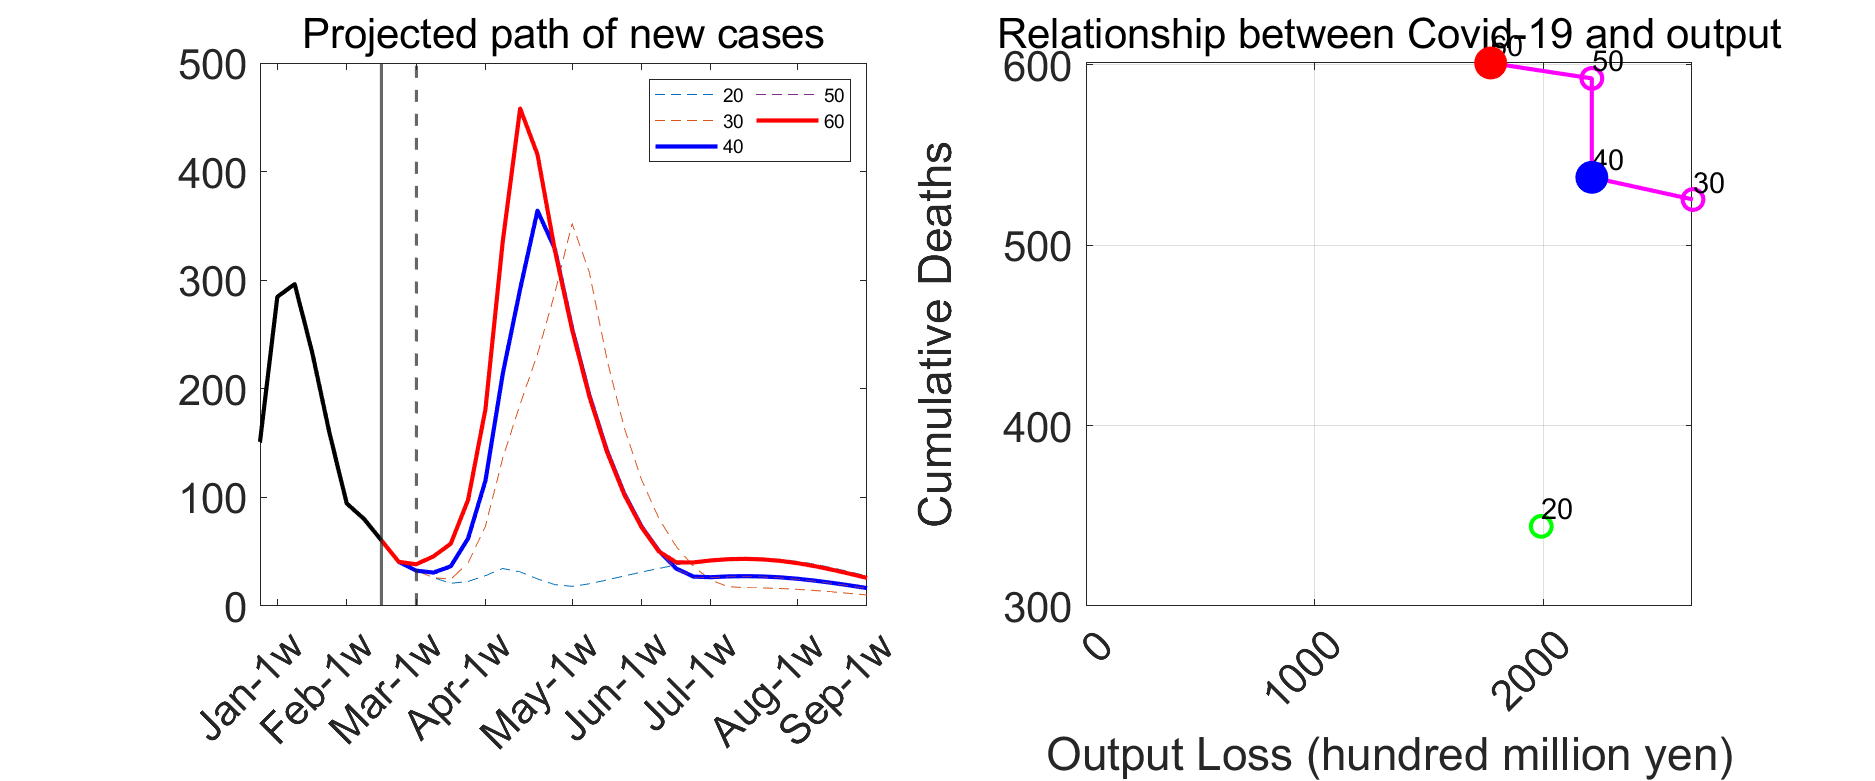 Projected path of new cases
500
400
300
200
100
0
20
30
40
50
60
Jan-1w
Feb-1w
Mar-1w
Apr-1w
May-1w
Jun-1w
Jul-1w
Aug-1w
Sep-1w
Relationship between Covid-19 and output
Cumulative Deaths
600
500
400
300
60
50
40
30
20
0
1000
2000
Output Loss (hundred million yen)